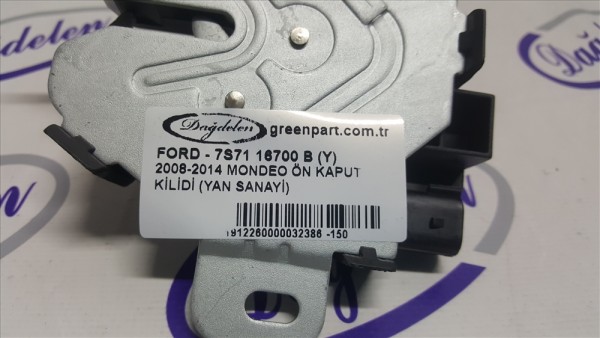 Dağdelen
greenpart.com.tr
FORD - 7S71 16700 B (Y)
2008-2014 MONDEO ÖN KAPUT
KİLİDİ (YAN SANAYİ)
1912260000032386 -150
Dağdelen